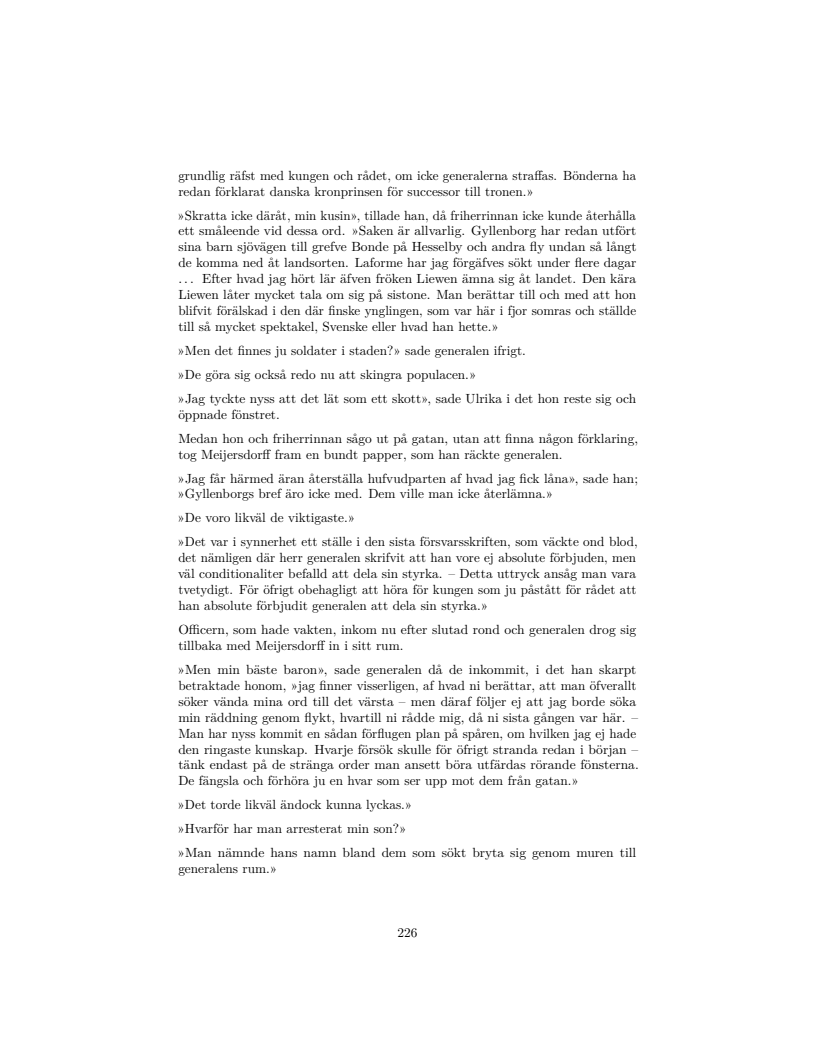 grundlig räfst med kungen och rådet, om icke generalerna straffas. Bönderna ha
redan förklarat danska kronprinsen för successor till tronen.»
»Skratta icke däråt, min kusin», tillade han, då friherrinnan icke kunde återhålla
ett småleende vid dessa ord. »Saken är allvarlig. Gyllenborg har redan utfört
sina barn sjövägen till grefve Bonde på Hesselby och andra fly undan så långt
de komma ned åt landsorten. Laforme har jag förgäfves sökt under flere dagar
... Efter hvad jag hört lär äfven fröken Liewen ämna sig åt landet. Den kära
Liewen låter mycket tala om sig på sistone. Man berättar till och med att hon
blifvit förälskad i den där finske ynglingen, som var här i fjor somras och ställde
till så mycket spektakel, Svenske eller hvad han hette.»
»Men det finnes ju soldater i staden?» sade generalen ifrigt.
»De göra sig också redo nu att skingra populacen.»
»Jag tyckte nyss att det lät som ett skott», sade Ulrika i det hon reste sig och
öppnade fönstret.
Medan hon och friherrinnan sågo ut på gatan, utan att finna någon förklaring,
tog Meijersdorff fram en bundt papper, som han räckte generalen.
»Jag får härmed äran återställa hufvudparten af hvad jag fick låna», sade han;
»Gyllenborgs bref äro icke med. Dem ville man icke återlämna.»
»De voro likväl de viktigaste.»
»Det var i synnerhet ett ställe i den sista försvarsskriften, som väckte ond blod,
det nämligen där herr generalen skrifvit att han vore ej absolute förbjuden, men
väl conditionaliter befalld att dela sin styrka. – Detta uttryck ansåg man vara
tvetydigt. För öfrigt obehagligt att höra för kungen som ju påstått för rådet att
han absolute förbjudit generalen att dela sin styrka.»
Officern, som hade vakten, inkom nu efter slutad rond och generalen drog sig
tillbaka med Meijersdorff in i sitt rum.
»Men min bäste baron», sade generalen då de inkommit, i det han skarpt
betraktade honom, »jag finner visserligen, af hvad ni berättar, att man öfverallt
söker vända mina ord till det värsta – men däraf följer ej att jag borde söka
min räddning genom flykt, hvartill ni rådde mig, då ni sista gången var här. –
Man har nyss kommit en sådan förflugen plan på spåren, om hvilken jag ej hade
den ringaste kunskap. Hvarje försök skulle för öfrigt stranda redan i början –
tänk endast på de stränga order man ansett böra utfärdas rörande fönsterna.
De fängsla och förhöra ju en hvar som ser upp mot dem från gatan.»
»Det torde likväl ändock kunna lyckas.»
»Hvarför har man arresterat min son?»
»Man nämnde hans namn bland dem som sökt bryta sig genom muren till
generalens rum.»
226